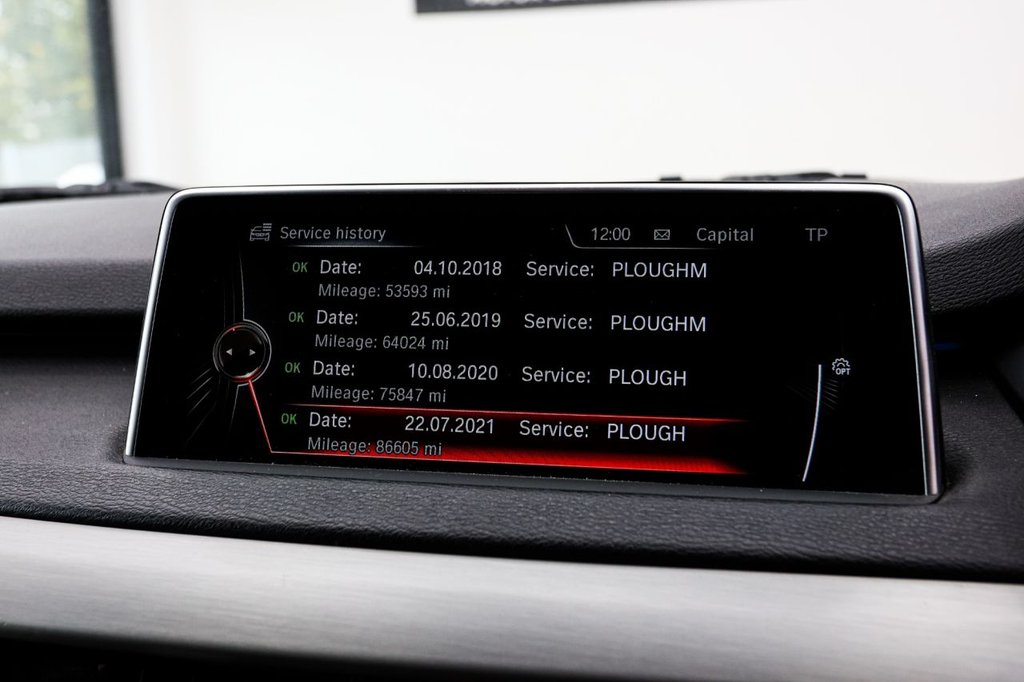 Service history 12:00 Capital TP
OK Date: 04.10.2018 Service: PLOUGHM
Mileage: 53593 mi
OK Date: 25.06.2019 Service: PLOUGHM
Mileage: 64024 mi
OK Date: 10.08.2020 Service: PLOUGH
Mileage: 75847 mi
OPT
OK Date: 22.07.2021 Service: PLOUGH
Mileage: 86605 mi